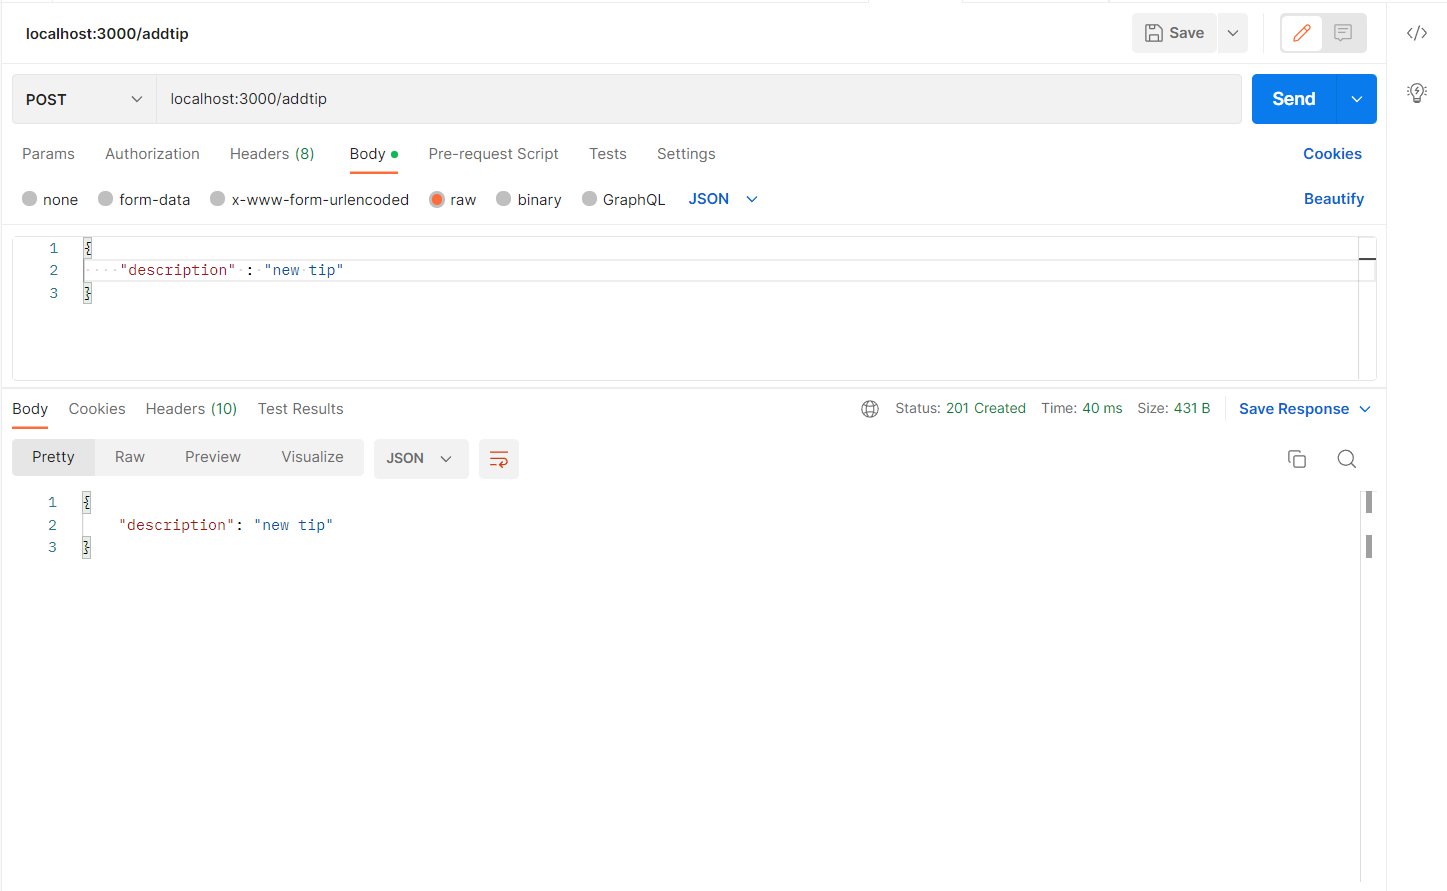 localhost:3000/addtip
Save
POST
localhost:3000/addtip
Send
Params Authorization Headers (8) Body Pre-request Script Tests Settings Cookies
none form-data x-www-form-urlencoded raw binary GraphQL JSON Beautify
1 {
2 "description" : "new tip"
3 }
Body Cookies Headers (10) Test Results Status: 201 Created Time: 40 ms Size: 431 B Save Response
Pretty Raw Preview Visualize JSON
1 {
2 "description": "new tip"
3 }